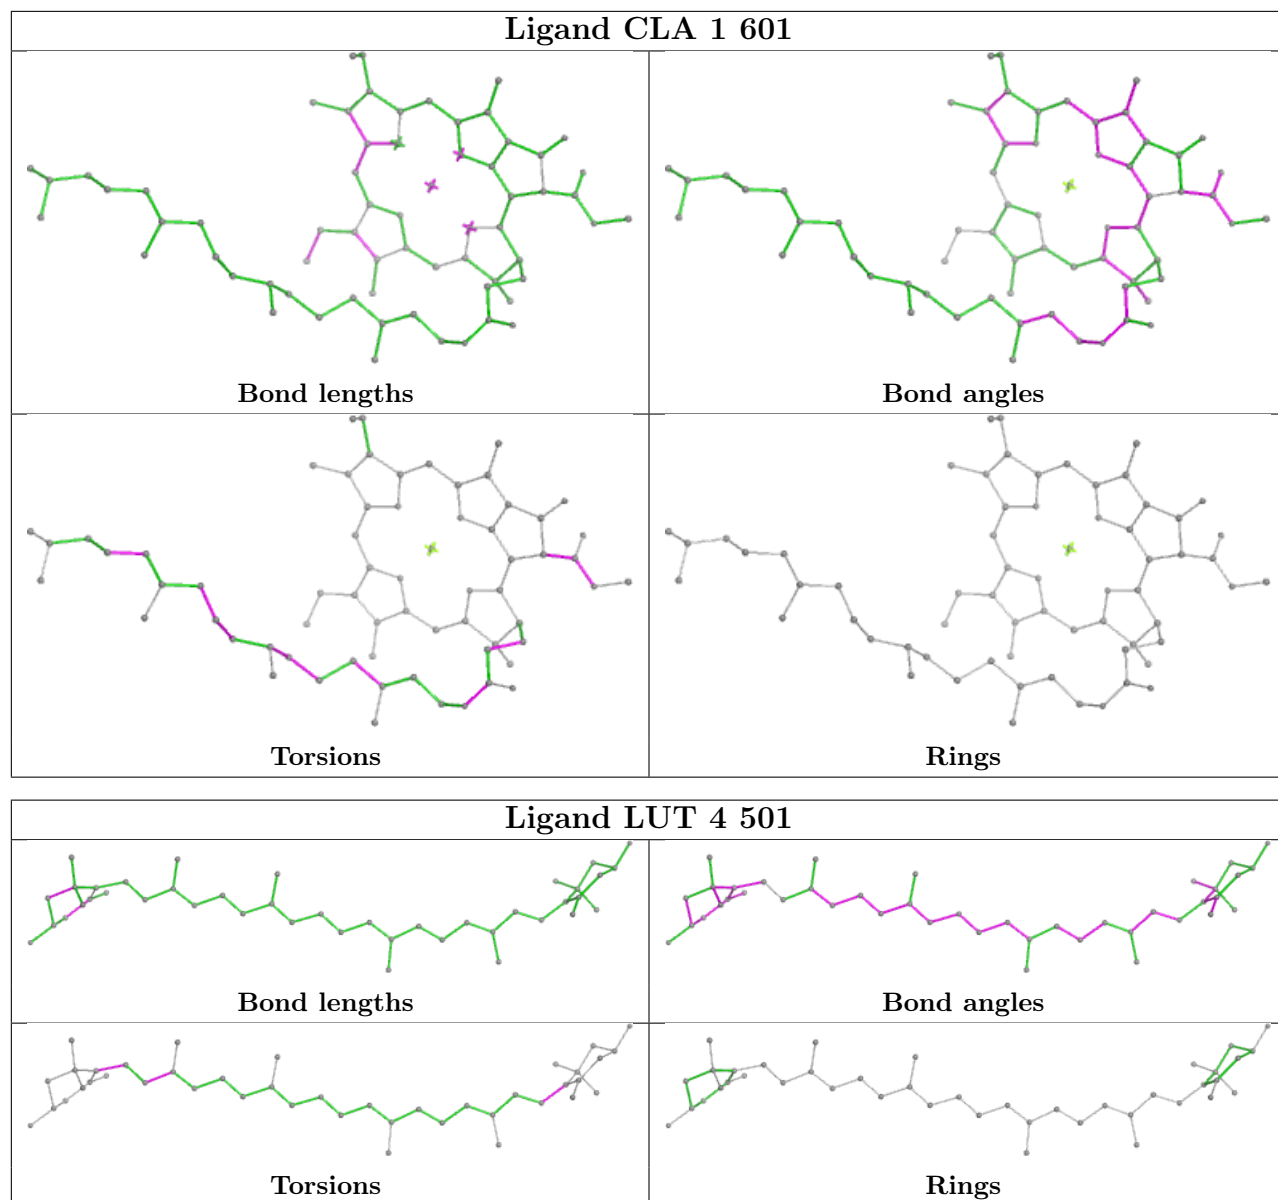 Ligand CLA 1 601
Bond lengths
Bond angles
Torsions
Rings
Ligand LUT 4 501
Bond lengths
Bond angles
Torsions
Rings